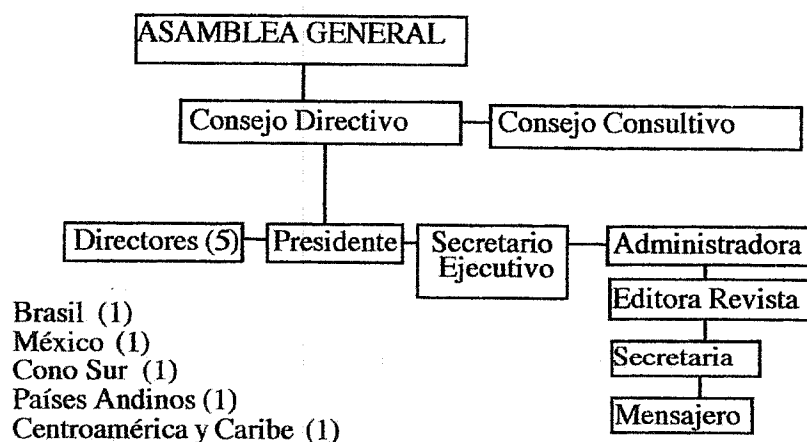 ASAMBLEA GENERAL
Consejo Directivo
Consejo Consultivo
Directores (5)
Presidente
Secretario
Ejecutivo
Administradora
Editora Revista
Secretaria
Mensajero
Brasil (1)
México (1)
Cono Sur (1)
Países Andinos (1)
Centroamérica y Caribe (1)